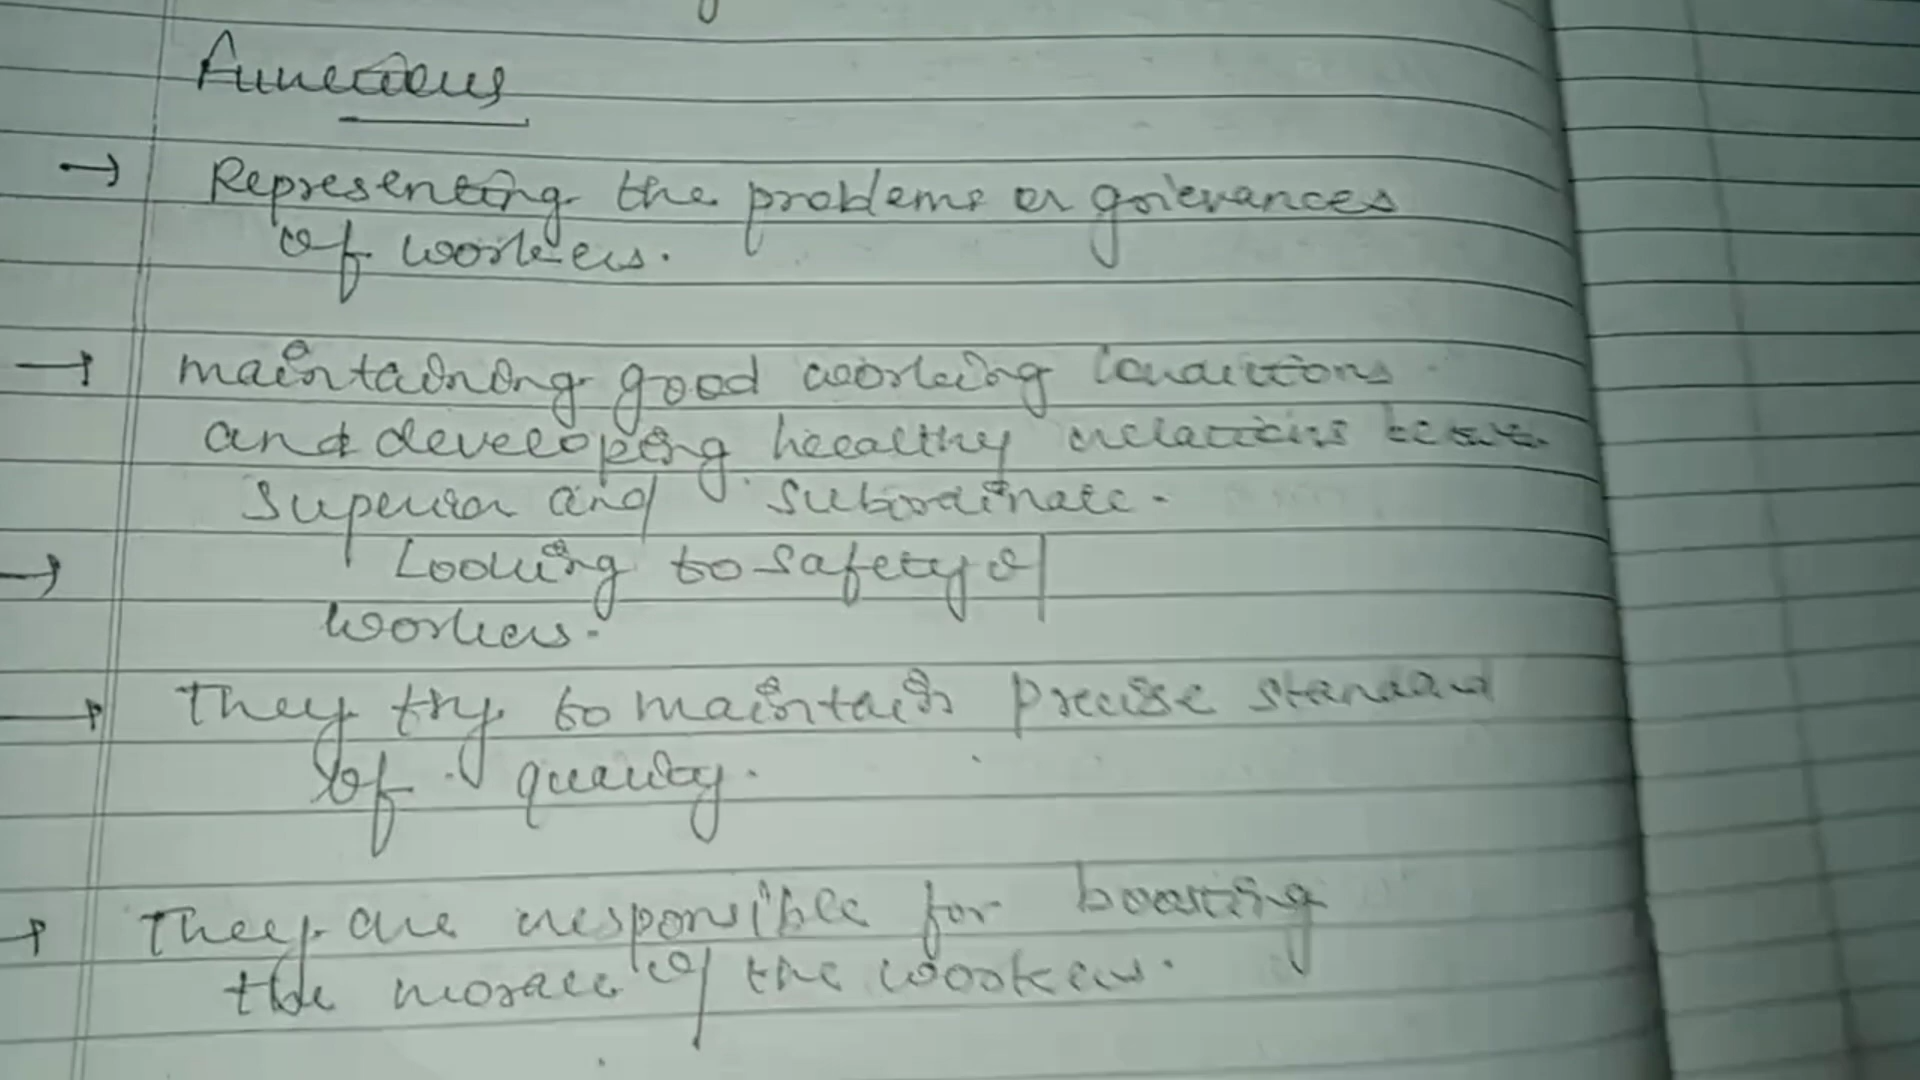 Functions
→ Representing the problems or grievances
of workers.
→ maintaining good working conditions
and developing healthy relations betwn
superior and subordinate.
→ Looking to safety of
workers.
→ They try to maintain precise standard
of quality.
→ They are responsible for boosting
the morale of the workers.